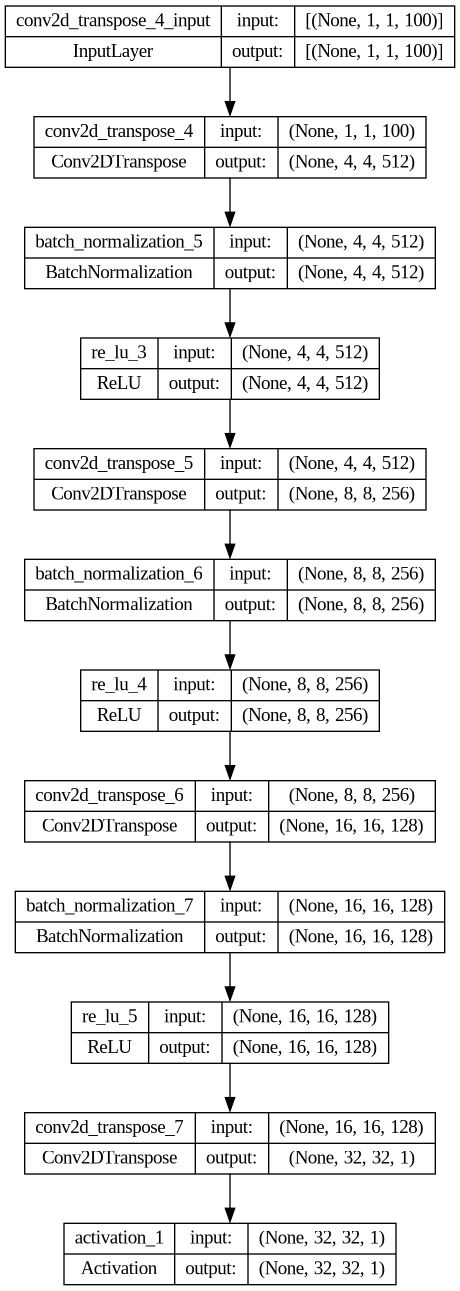 conv2d_transpose_4_input input: [(None, 1, 1, 100)]
InputLayer output: [(None, 1, 1, 100)]
conv2d_transpose_4 input: (None, 1, 1, 100)
Conv2DTranspose output: (None, 4, 4, 512)
batch_normalization_5 input: (None, 4, 4, 512)
BatchNormalization output: (None, 4, 4, 512)
re_lu_3 input: (None, 4, 4, 512)
ReLU output: (None, 4, 4, 512)
conv2d_transpose_5 input: (None, 4, 4, 512)
Conv2DTranspose output: (None, 8, 8, 256)
batch_normalization_6 input: (None, 8, 8, 256)
BatchNormalization output: (None, 8, 8, 256)
re_lu_4 input: (None, 8, 8, 256)
ReLU output: (None, 8, 8, 256)
conv2d_transpose_6 input: (None, 8, 8, 256)
Conv2DTranspose output: (None, 16, 16, 128)
batch_normalization_7 input: (None, 16, 16, 128)
BatchNormalization output: (None, 16, 16, 128)
re_lu_5 input: (None, 16, 16, 128)
ReLU output: (None, 16, 16, 128)
conv2d_transpose_7 input: (None, 16, 16, 128)
Conv2DTranspose output: (None, 32, 32, 1)
activation_1 input: (None, 32, 32, 1)
Activation output: (None, 32, 32, 1)